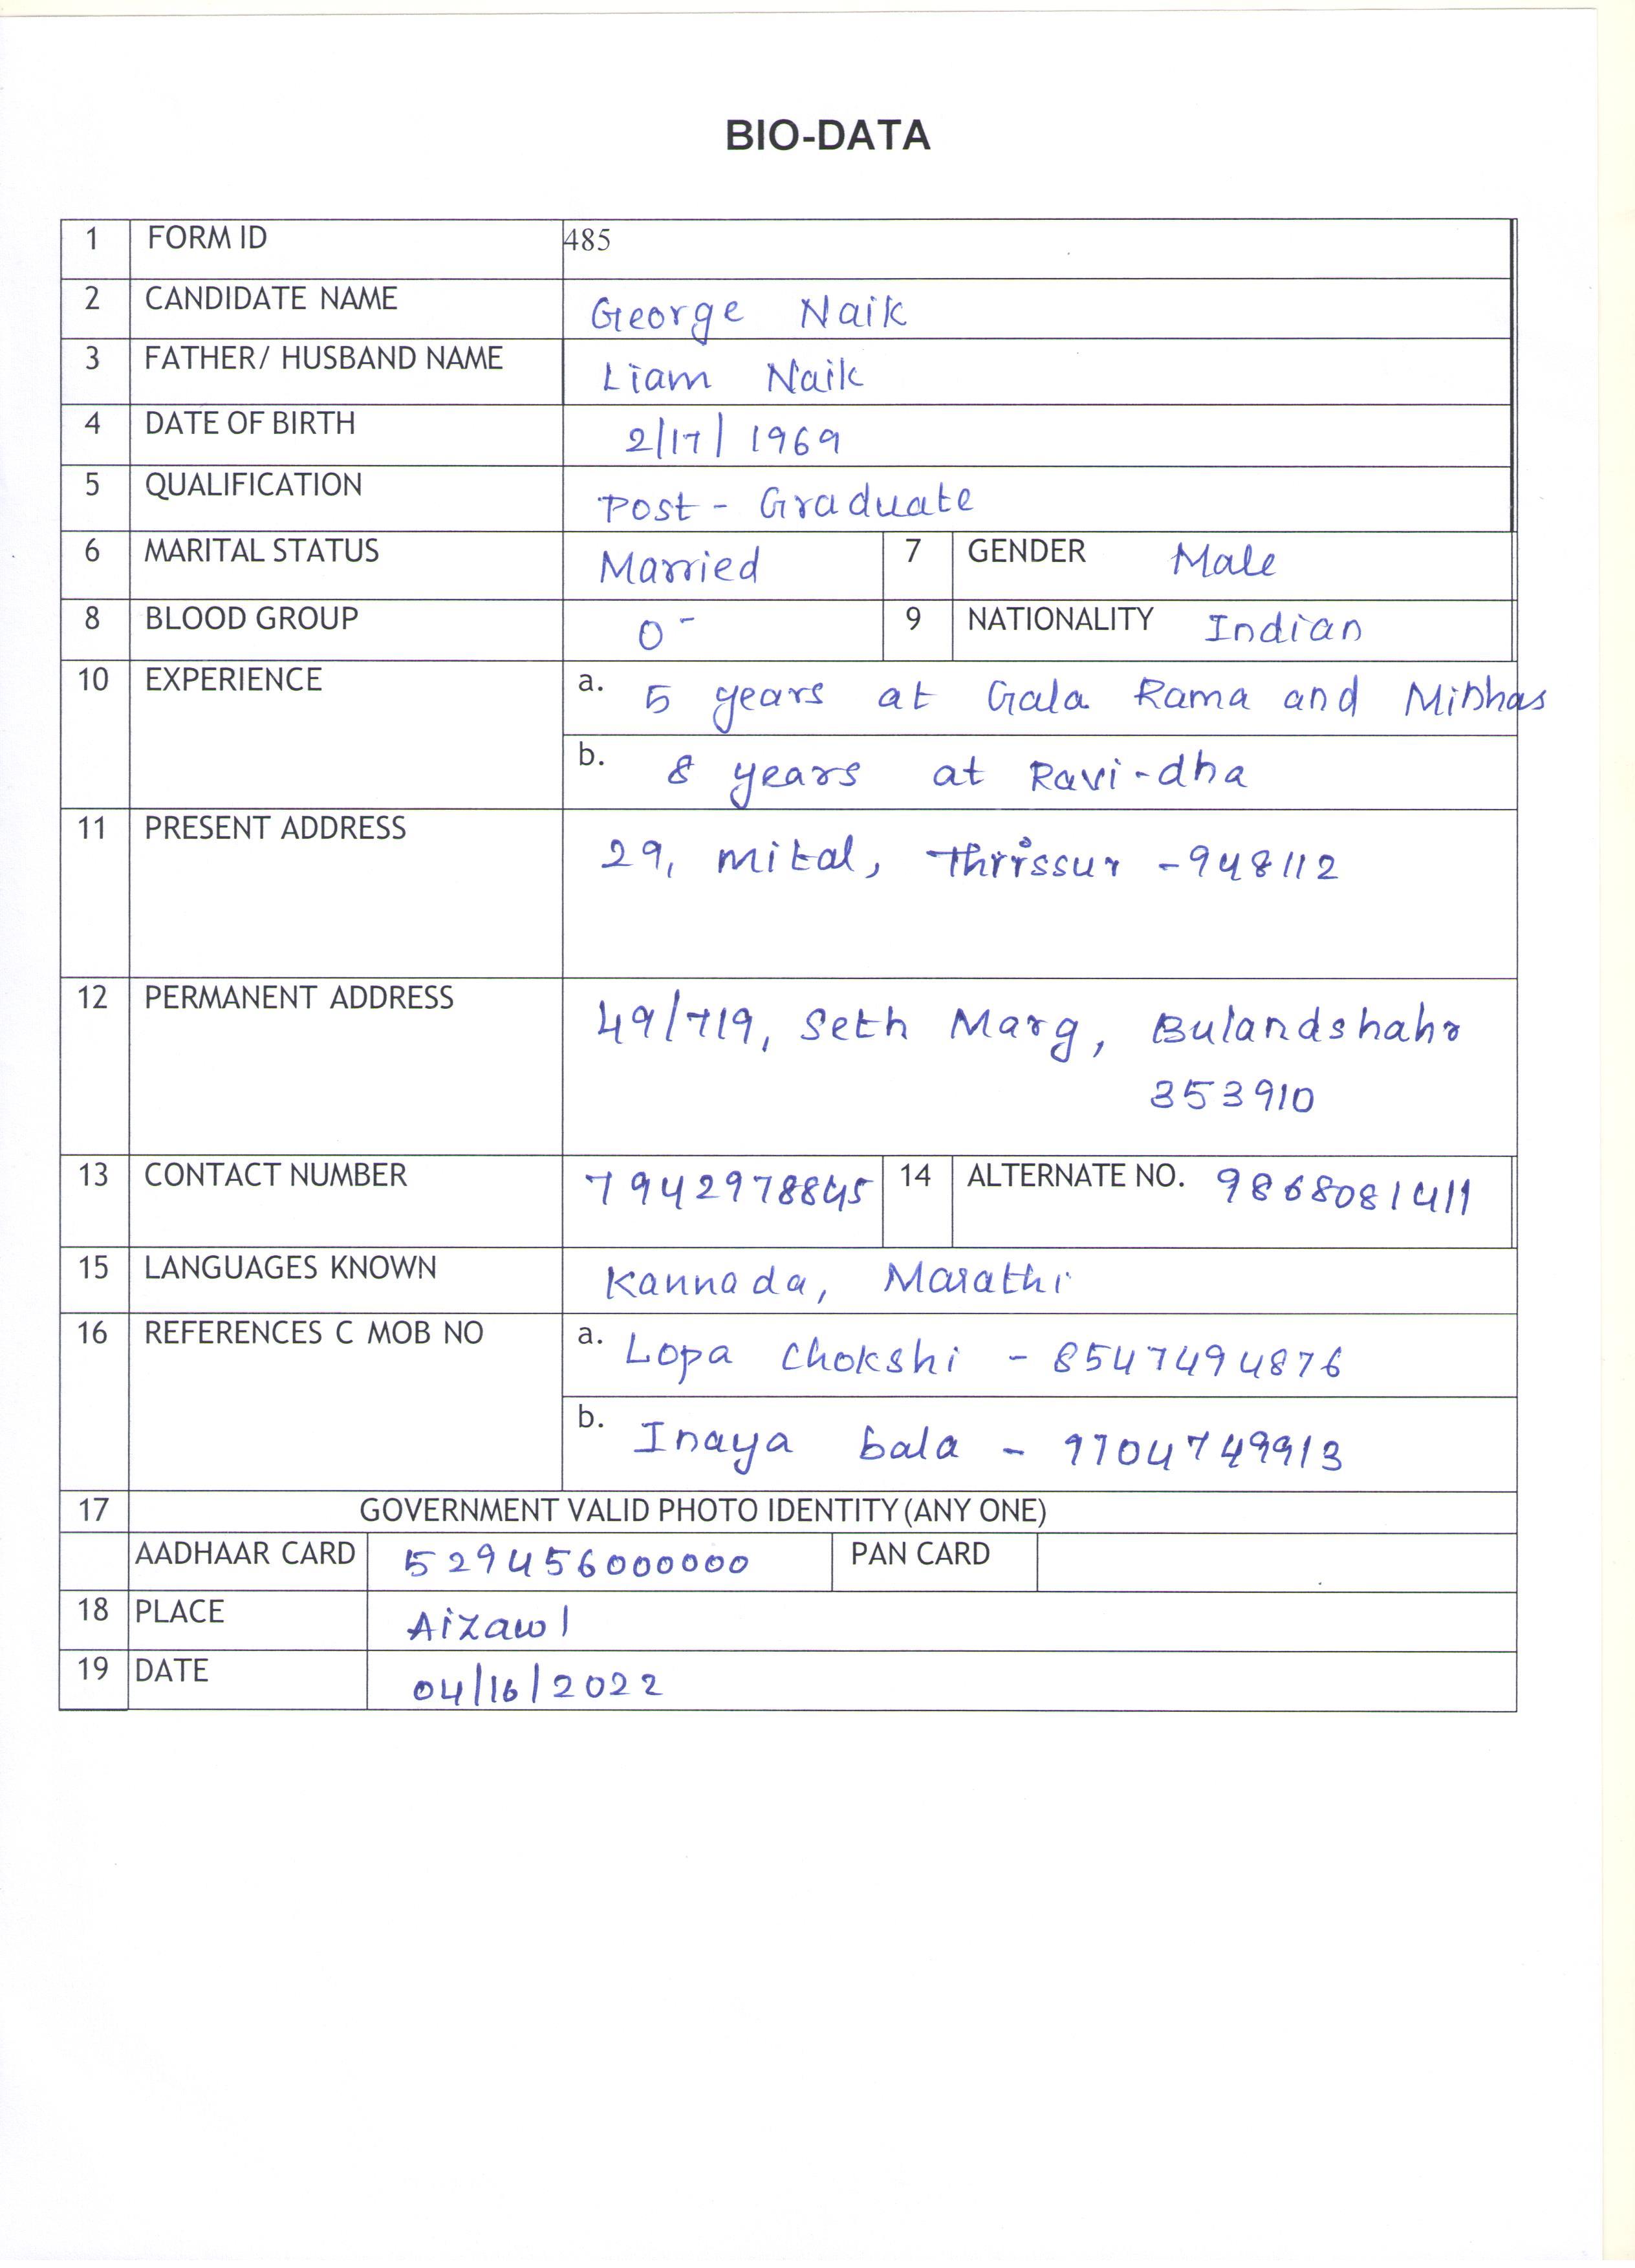 BIO-DATA
1 FORM ID 485
2 CANDIDATE NAME George Naik
3 FATHER/ HUSBAND NAME Liam Naik
4 DATE OF BIRTH 2/17/1969
5 QUALIFICATION Post - Graduate
6 MARITAL STATUS Married 7 GENDER Male
8 BLOOD GROUP O- 9 NATIONALITY Indian
10 EXPERIENCE a. 5 years at Gala Rama and Minhas
b. 8 years at Ravi-dha
11 PRESENT ADDRESS 29, mital, Thrissur - 948112
12 PERMANENT ADDRESS 49/719, Seth Marg, Bulandshahr
353910
13 CONTACT NUMBER 7942978845 14 ALTERNATE NO. 9868081411
15 LANGUAGES KNOWN Kannada, Marathi
16 REFERENCES C MOB NO a. Lopa Chokshi - 8547494876
b. Inaya bala - 9704749913
17 GOVERNMENT VALID PHOTO IDENTITY (ANY ONE)
AADHAAR CARD 529456000000 PAN CARD
18 PLACE Aizawl
19 DATE 04/16/2022